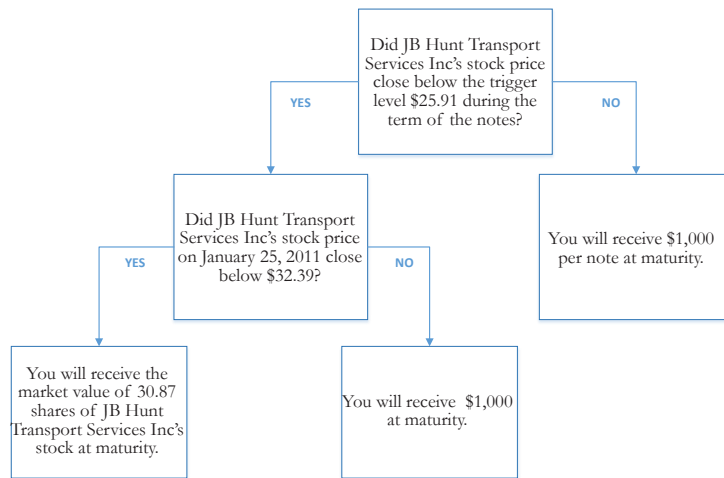 Did JB Hunt Transport
Services Inc's stock price
close below the trigger
level $25.91 during the
term of the notes?
YES
NO
Did JB Hunt Transport
Services Inc's stock price
on January 25, 2011 close
below $32.39?
You will receive $1,000
per note at maturity.
YES
NO
You will receive the
market value of 30.87
shares of JB Hunt
Transport Services Inc's
stock at maturity.
You will receive $1,000
at maturity.